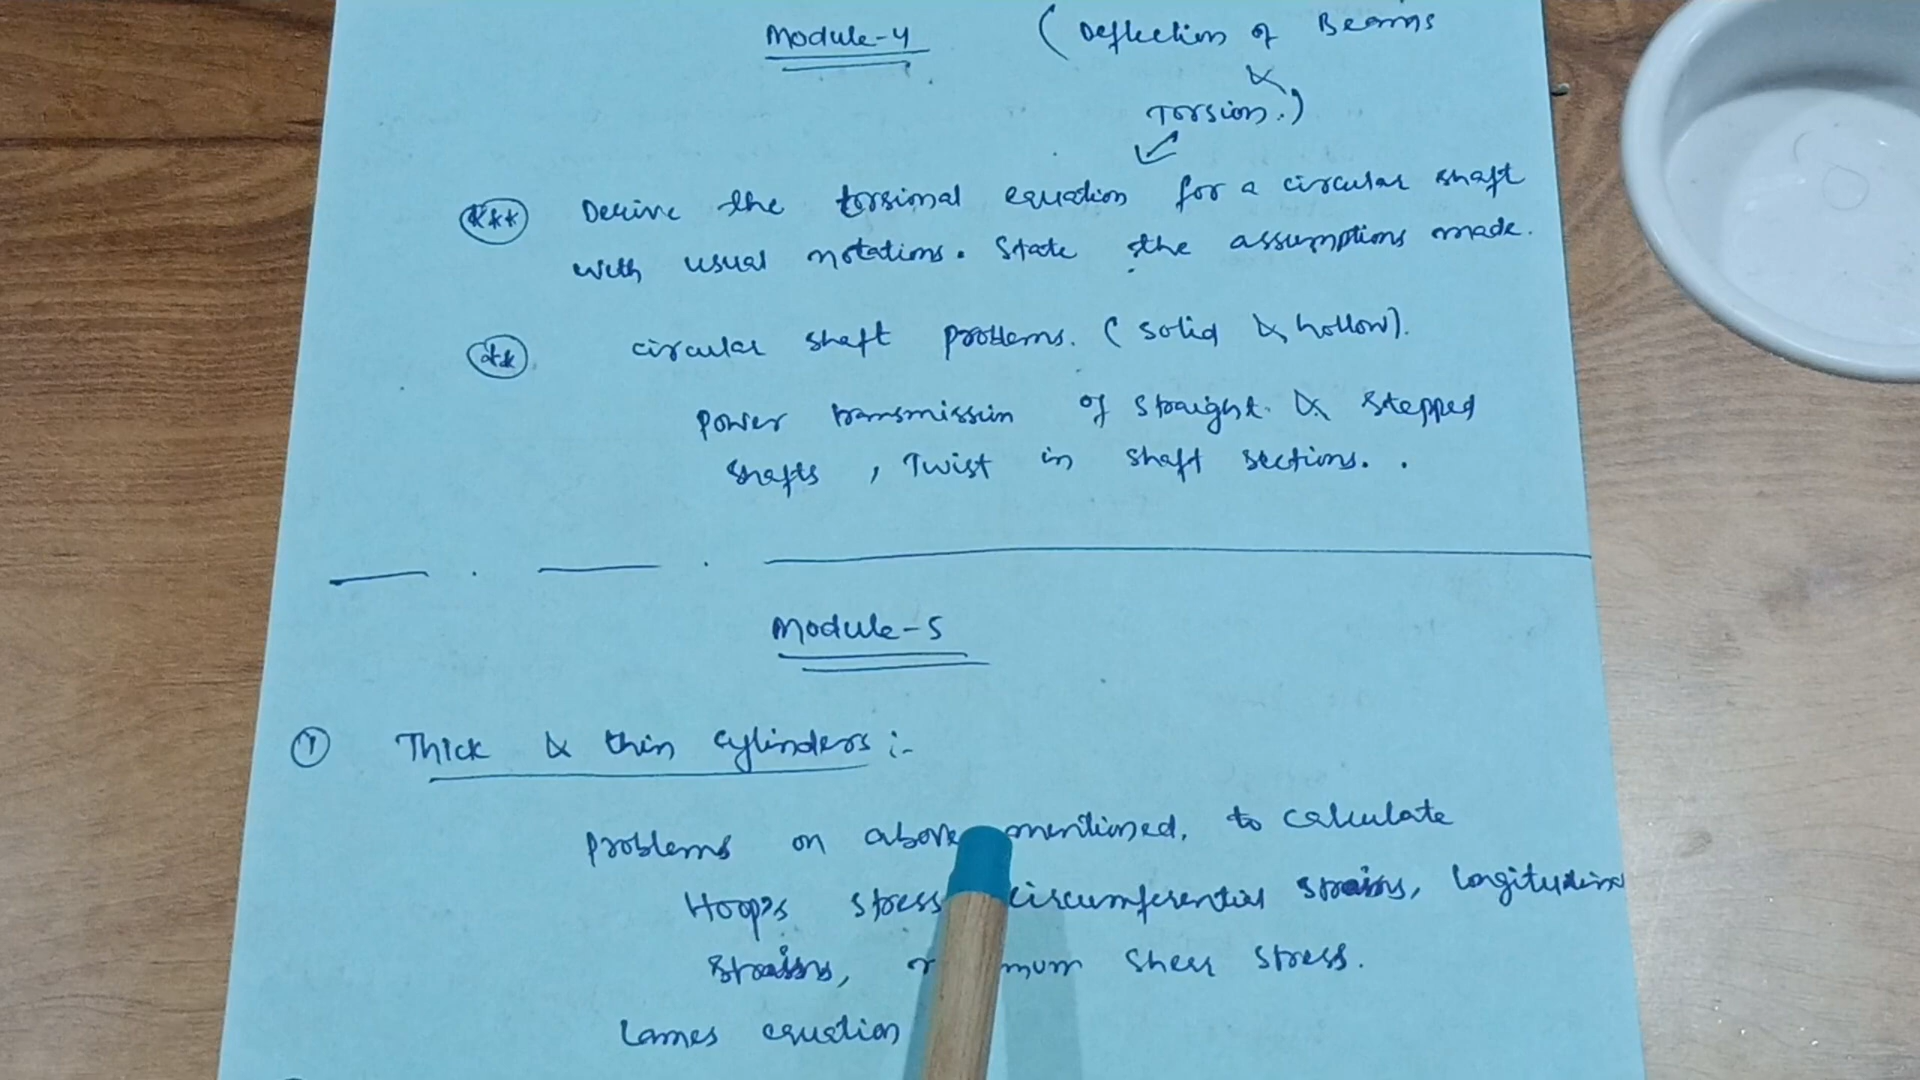 Module-4 (Deflection of Beams
&
Torsion.)
*** Derive the torsional equation for a circular shaft
with usual notations. State the assumptions made.
** circular shaft problems. (solid & hollow).
power transmission of straight & stepped
shafts, Twist in shaft sections.
Module-5
1 Thick & thin cylinders :-
problems on above mentioned, to calculate
Hoop's stress circumferential strains, longitudin
strains, mum shear stress.
Lames equation